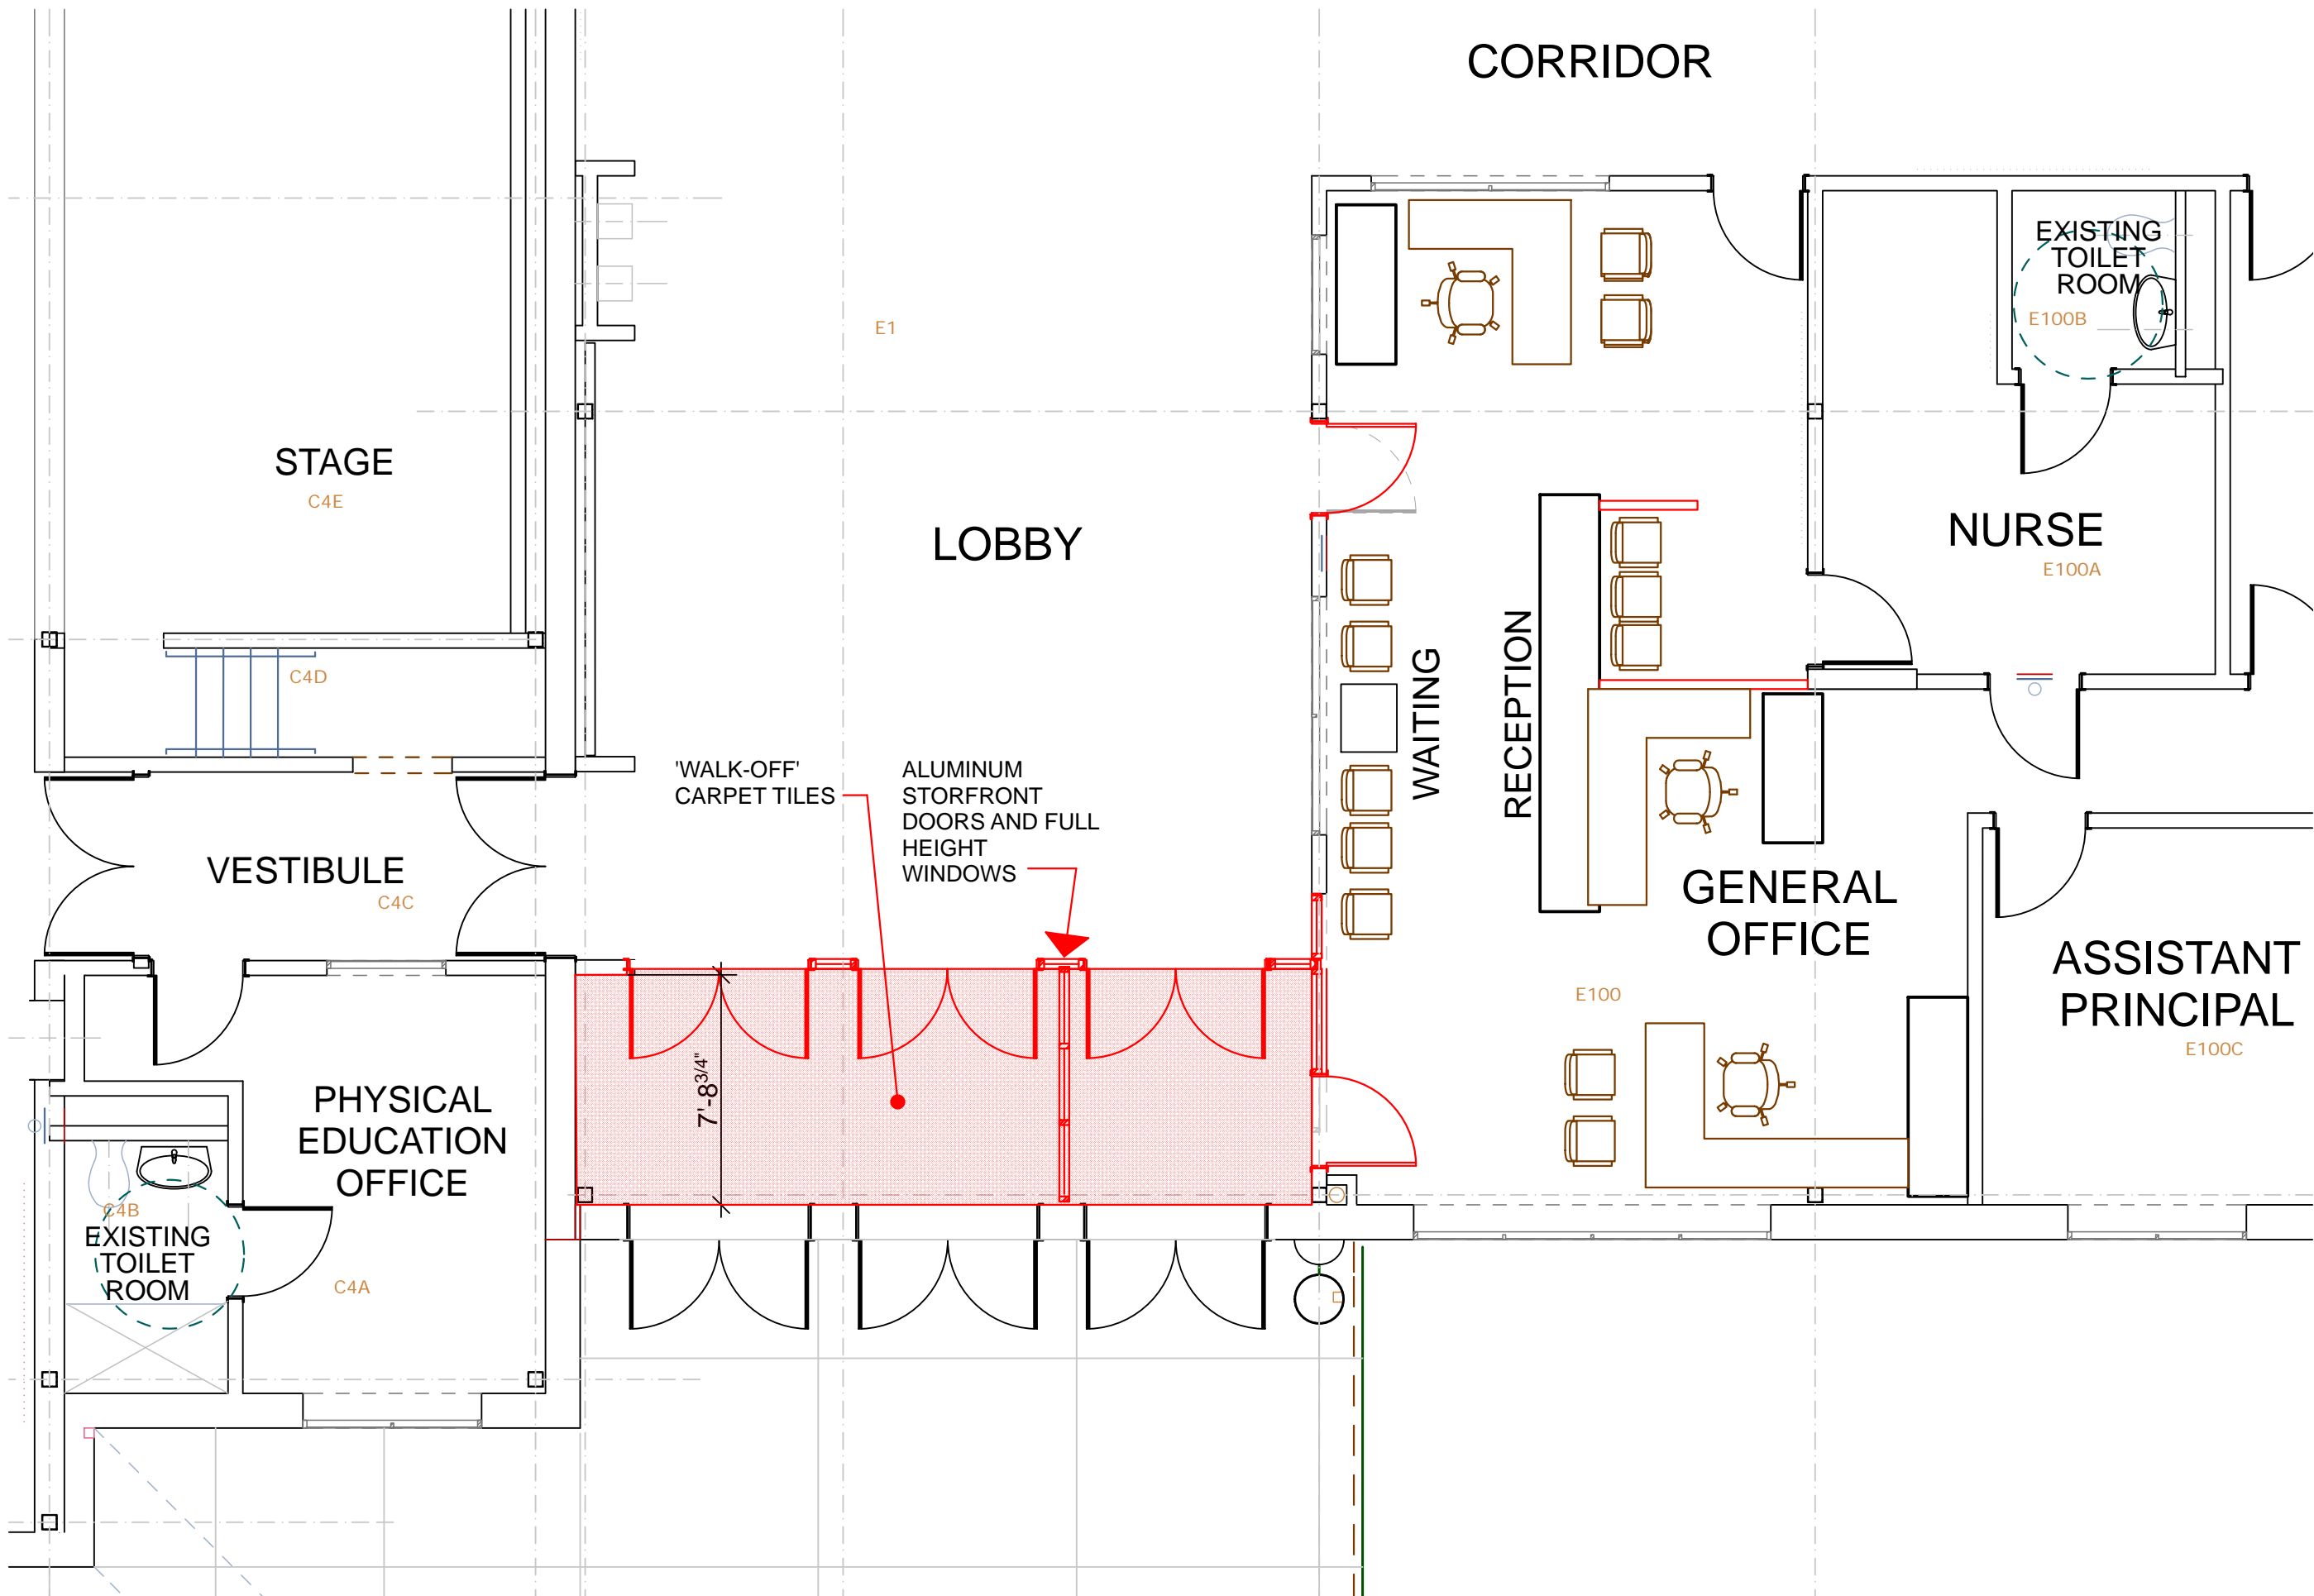 CORRIDOR
EXISTING
TOILET
ROOM
E100B
E1
STAGE
C4E
LOBBY
NURSE
E100A
C4D
WAITING
RECEPTION
'WALK-OFF'
CARPET TILES
ALUMINUM
STORFRONT
DOORS AND FULL
HEIGHT
WINDOWS
VESTIBULE
C4C
GENERAL
OFFICE
E100
ASSISTANT
PRINCIPAL
E100C
7'-8 3/4"
PHYSICAL
EDUCATION
OFFICE
C4A
C4B
EXISTING
TOILET
ROOM